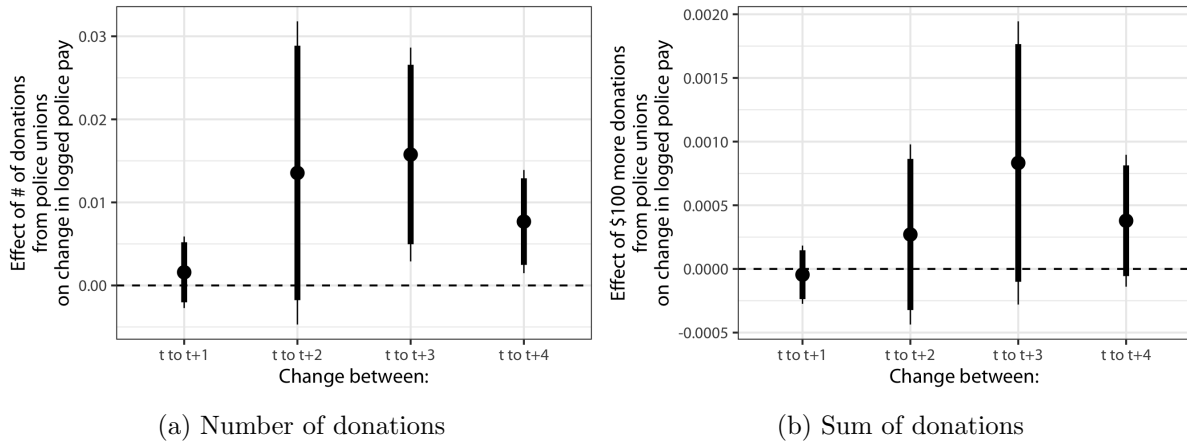 Effect of # of donations
from police unions
on change in logged police pay
0.03
0.02
0.01
0.00
t to t+1 t to t+2 t to t+3 t to t+4
Change between:
(a) Number of donations
Effect of $100 more donations
from police unions
on change in logged police pay
0.0020
0.0015
0.0010
0.0005
0.0000
-0.0005
t to t+1 t to t+2 t to t+3 t to t+4
Change between:
(b) Sum of donations